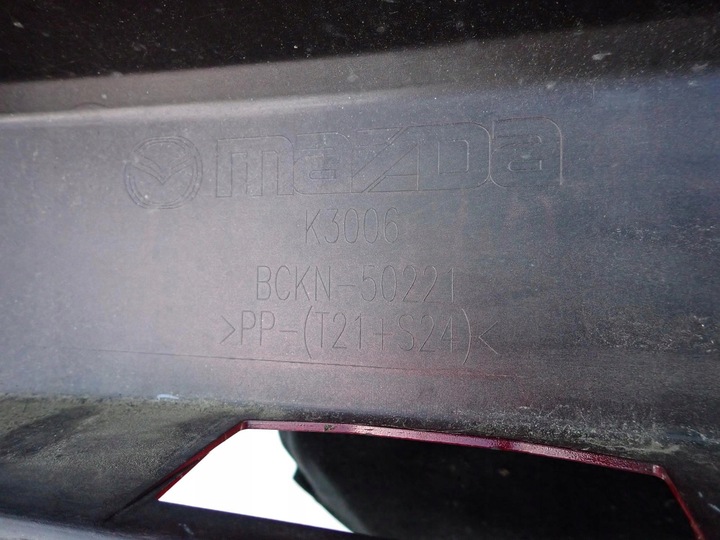 mazda
K3006
BCKN-50221
>PP-(T21+S24)<